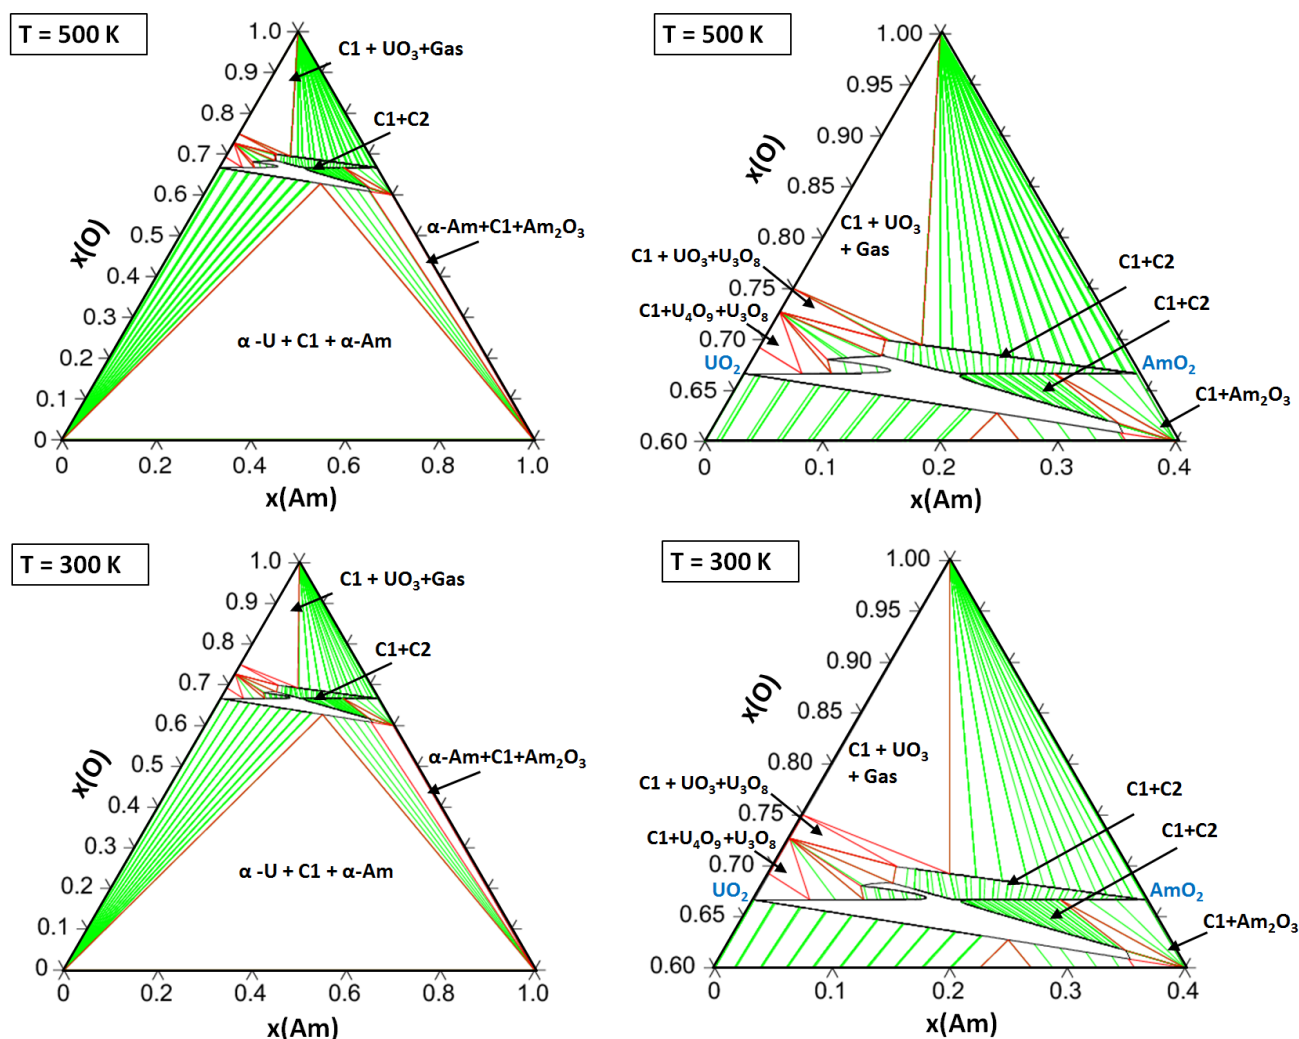 T = 500 K
1.0
C1 + UO₃+Gas
0.9
0.8
C1+C2
0.7
0.6
x(O)
0.5
α-Am+C1+Am₂O₃
0.4
0.3
α -U + C1 + α-Am
0.2
0.1
0
0 0.2 0.4 0.6 0.8 1.0
x(Am)
T = 500 K
1.00
0.95
x(O)
0.90
0.85
C1 + UO₃
+ Gas
0.80
C1 + UO₃+U₃O₈
C1+C2
0.75
C1+C2
C1+U₄O₉+U₃O₈
0.70
UO₂
AmO₂
0.65
C1+Am₂O₃
0.60
0 0.1 0.2 0.3 0.4
x(Am)
T = 300 K
1.0
C1 + UO₃+Gas
0.9
0.8
C1+C2
0.7
0.6
x(O)
0.5
α-Am+C1+Am₂O₃
0.4
0.3
α -U + C1 + α-Am
0.2
0.1
0
0 0.2 0.4 0.6 0.8 1.0
x(Am)
T = 300 K
1.00
0.95
0.90
x(O)
0.85
C1 + UO₃
+ Gas
0.80
C1 + UO₃+U₃O₈
C1+C2
0.75
C1+C2
C1+U₄O₉+U₃O₈
0.70
UO₂
AmO₂
0.65
C1+Am₂O₃
0.60
0 0.1 0.2 0.3 0.4
x(Am)